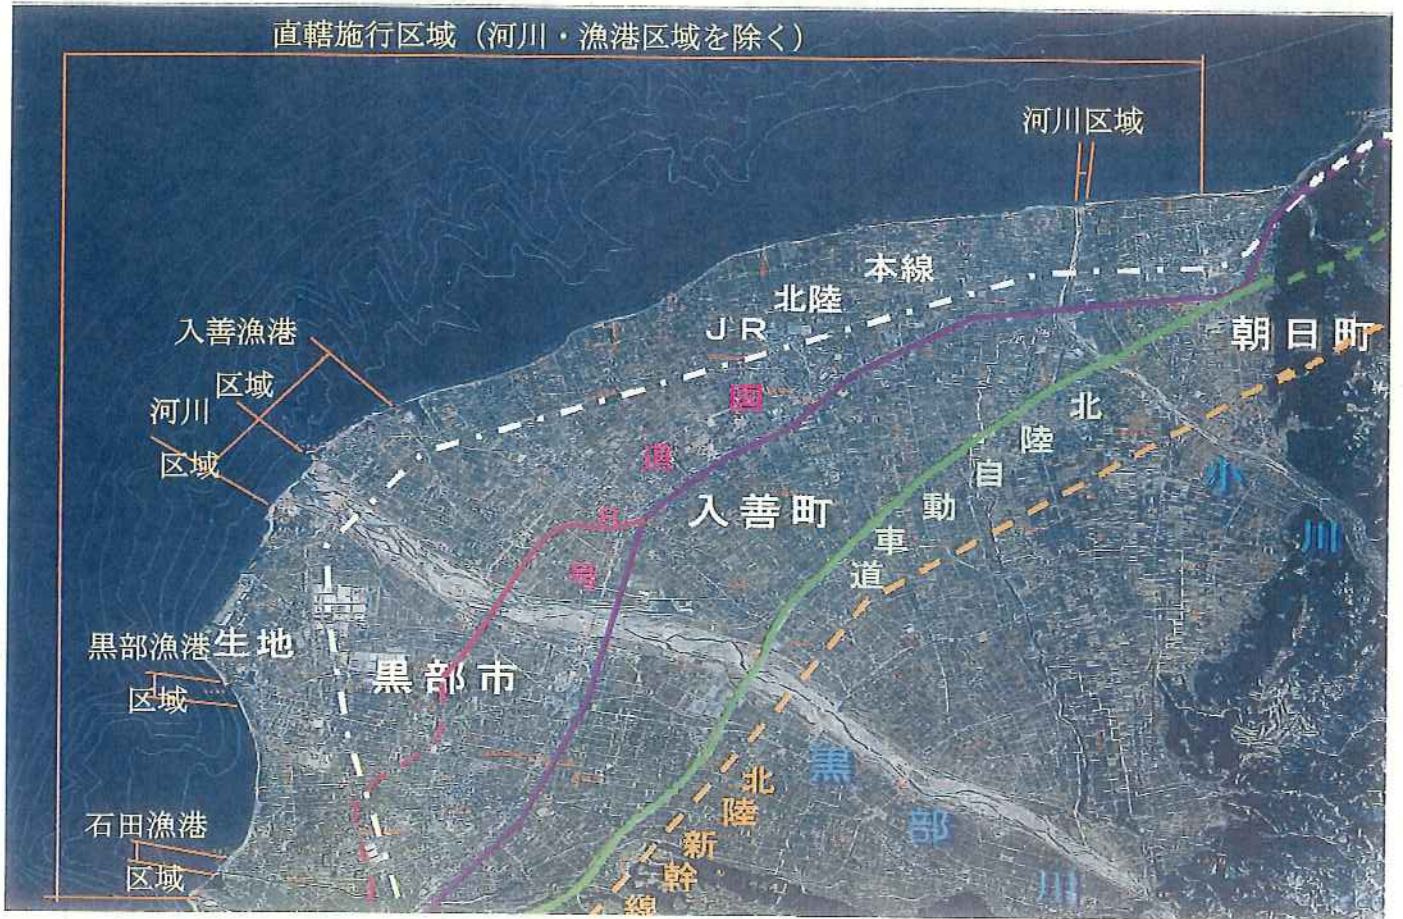 直轄施行区域（河川・漁港区域を除く）
河川区域
本線
北陸
ＪＲ
入善漁港
区域
河川
区域
朝日町
国
道
8
号
北
陸
自
動
車
道
入善町
小
川
黒部漁港
区域
生地
黒部市
黒
部
川
北
陸
新
幹
線
石田漁港
区域